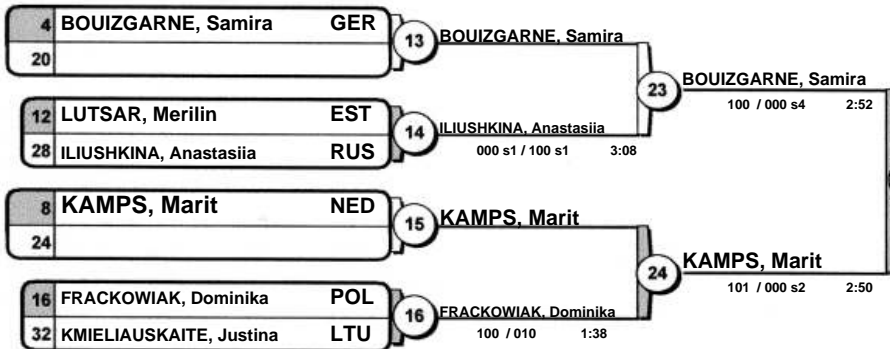 4 BOUIZGARNE, Samira GER
20
13 BOUIZGARNE, Samira
12 LUTSAR, Merilin EST
28 ILIUSHKINA, Anastasiia RUS
14 ILIUSHKINA, Anastasiia
000 s1 / 100 s1 3:08
23 BOUIZGARNE, Samira
100 / 000 s4 2:52
8 KAMPS, Marit NED
24
15 KAMPS, Marit
16 FRACKOWIAK, Dominika POL
32 KMIELIAUSKAITE, Justina LTU
16 FRACKOWIAK, Dominika
100 / 010 1:38
24 KAMPS, Marit
101 / 000 s2 2:50